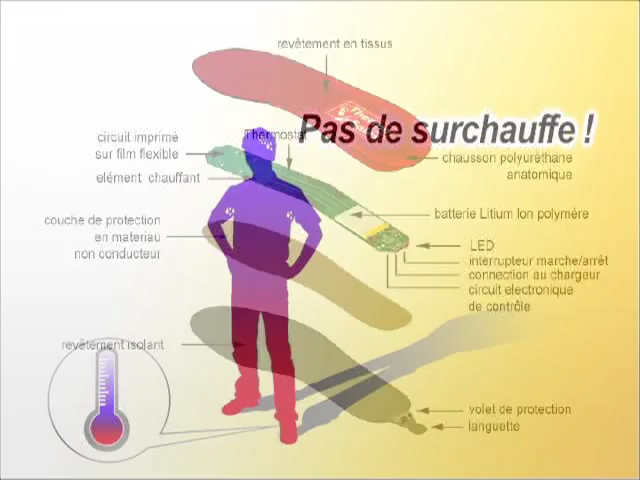 revêtement en tissus
Pas de surchauffe !
Thermostat
circuit imprimé
sur film flexible
chausson polyuréthane
anatomique
elément chauffant
couche de protection
en materiau
non conducteur
batterie Litium Ion polymère
LED
interrupteur marche/arrêt
connection au chargeur
circuit electronique
de contrôle
revêtement isolant
volet de protection
languette